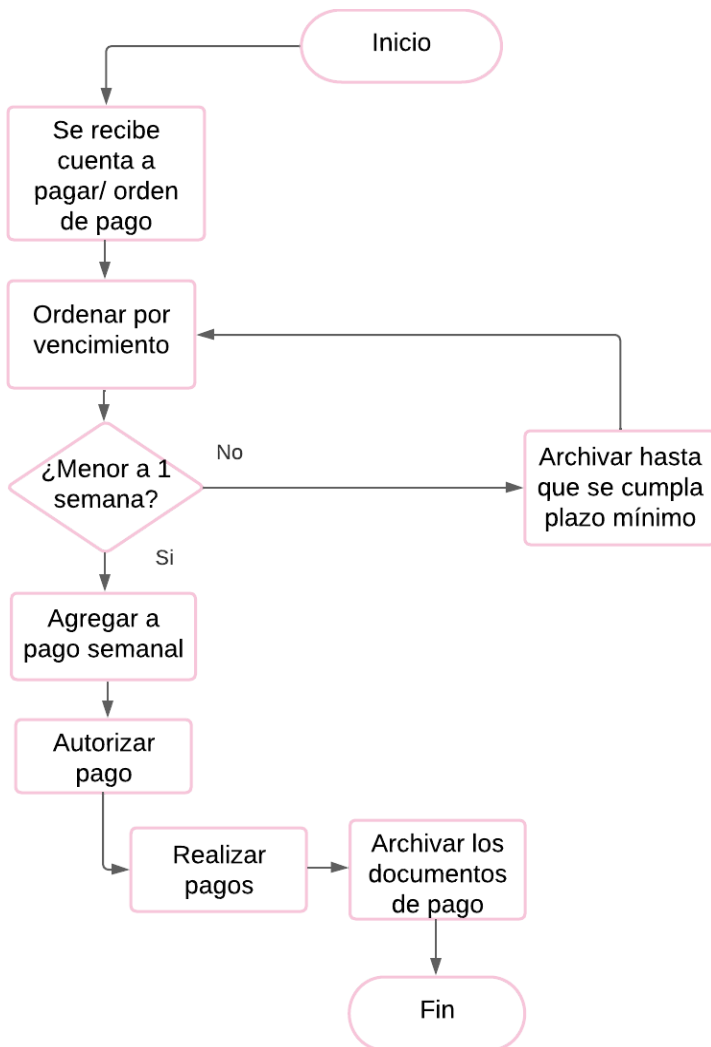 Inicio
Se recibe
cuenta a
pagar/ orden
de pago
Ordenar por
vencimiento
¿Menor a 1
semana?
No
Archivar hasta
que se cumpla
plazo mínimo
Si
Agregar a
pago semanal
Autorizar
pago
Realizar
pagos
Archivar los
documentos
de pago
Fin